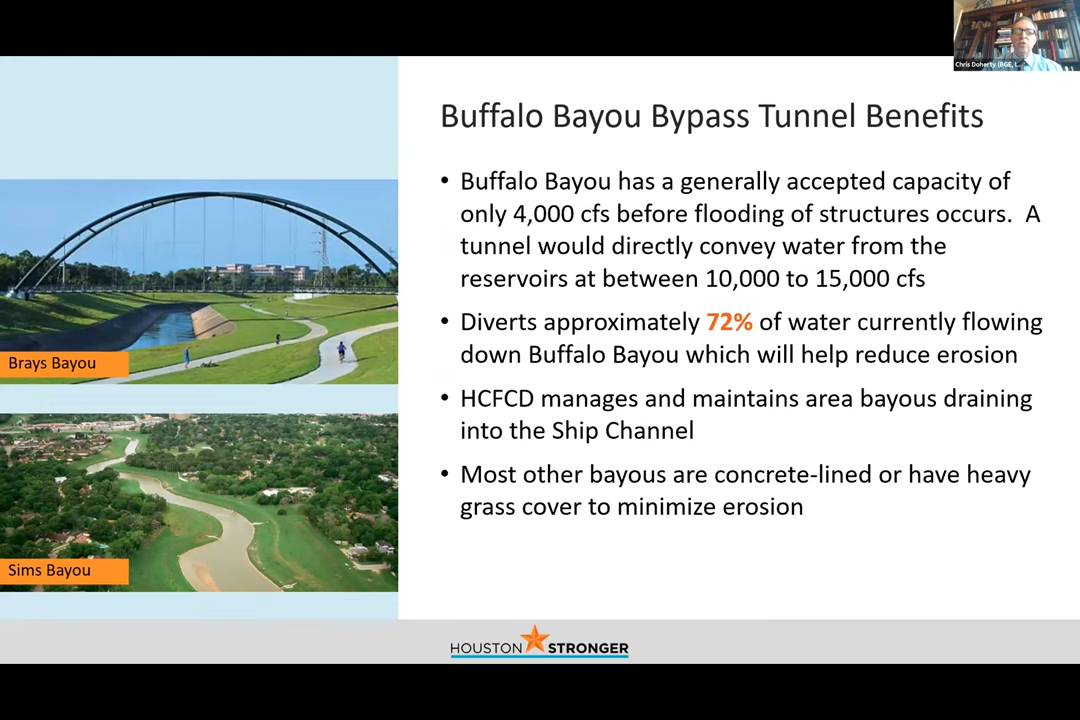 Chris Doherty (BGE, I...
Buffalo Bayou Bypass Tunnel Benefits
• Buffalo Bayou has a generally accepted capacity of
only 4,000 cfs before flooding of structures occurs. A
tunnel would directly convey water from the
reservoirs at between 10,000 to 15,000 cfs
• Diverts approximately 72% of water currently flowing
down Buffalo Bayou which will help reduce erosion
• HCFCD manages and maintains area bayous draining
into the Ship Channel
• Most other bayous are concrete-lined or have heavy
grass cover to minimize erosion
Brays Bayou
Sims Bayou
HOUSTON STRONGER